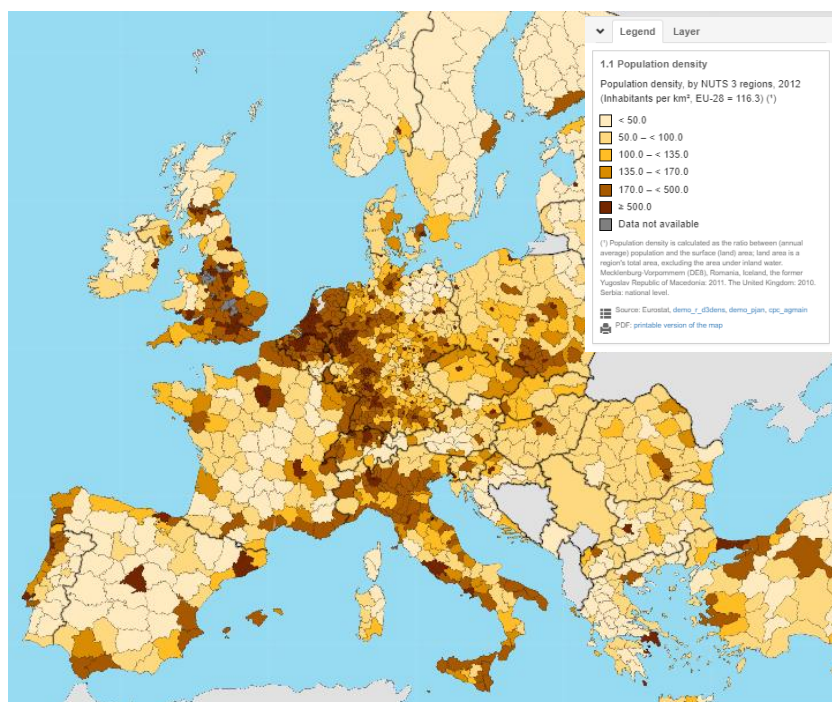 Legend Layer
1.1 Population density
Population density, by NUTS 3 regions, 2012
(Inhabitants per km², EU-28 = 116.3) (¹)
< 50.0
50.0 – < 100.0
100.0 – < 135.0
135.0 – < 170.0
170.0 – < 500.0
≥ 500.0
Data not available
(¹) Population density is calculated as the ratio between (annual
average) population and the surface (land) area; land area is a
region's total area, excluding the area under inland water.
Mecklenburg-Vorpommern (DE8), Romania, Iceland, the former
Yugoslav Republic of Macedonia: 2011. The United Kingdom: 2010.
Serbia: national level.
Source: Eurostat, demo_r_d3dens, demo_pjan, cpc_agmain
PDF: printable version of the map